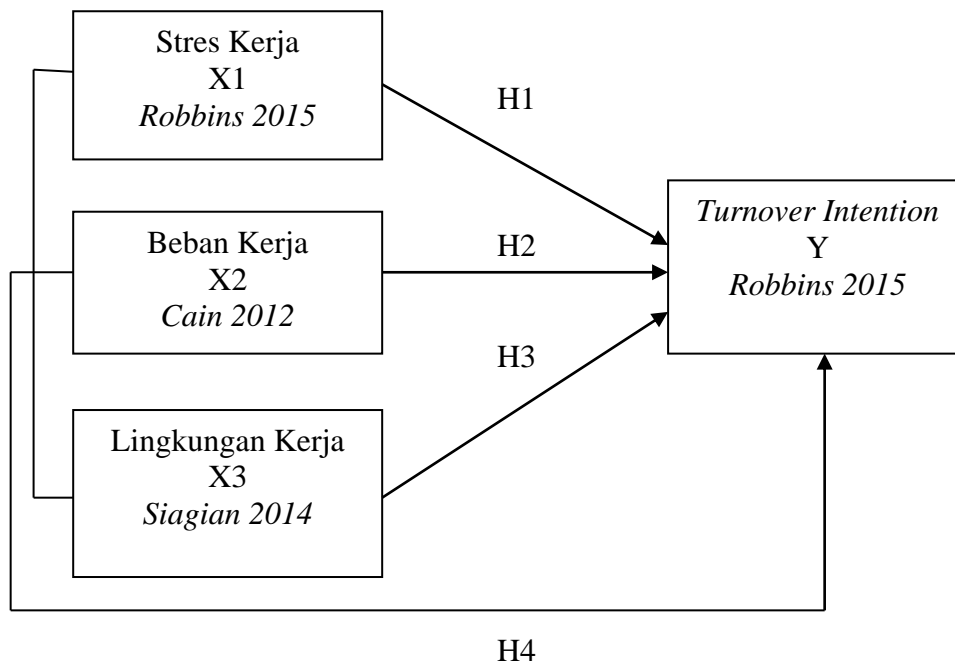 Stres Kerja
X1
Robbins 2015
H1
Beban Kerja
X2
Cain 2012
H2
Turnover Intention
Y
Robbins 2015
H3
Lingkungan Kerja
X3
Siagian 2014
H4